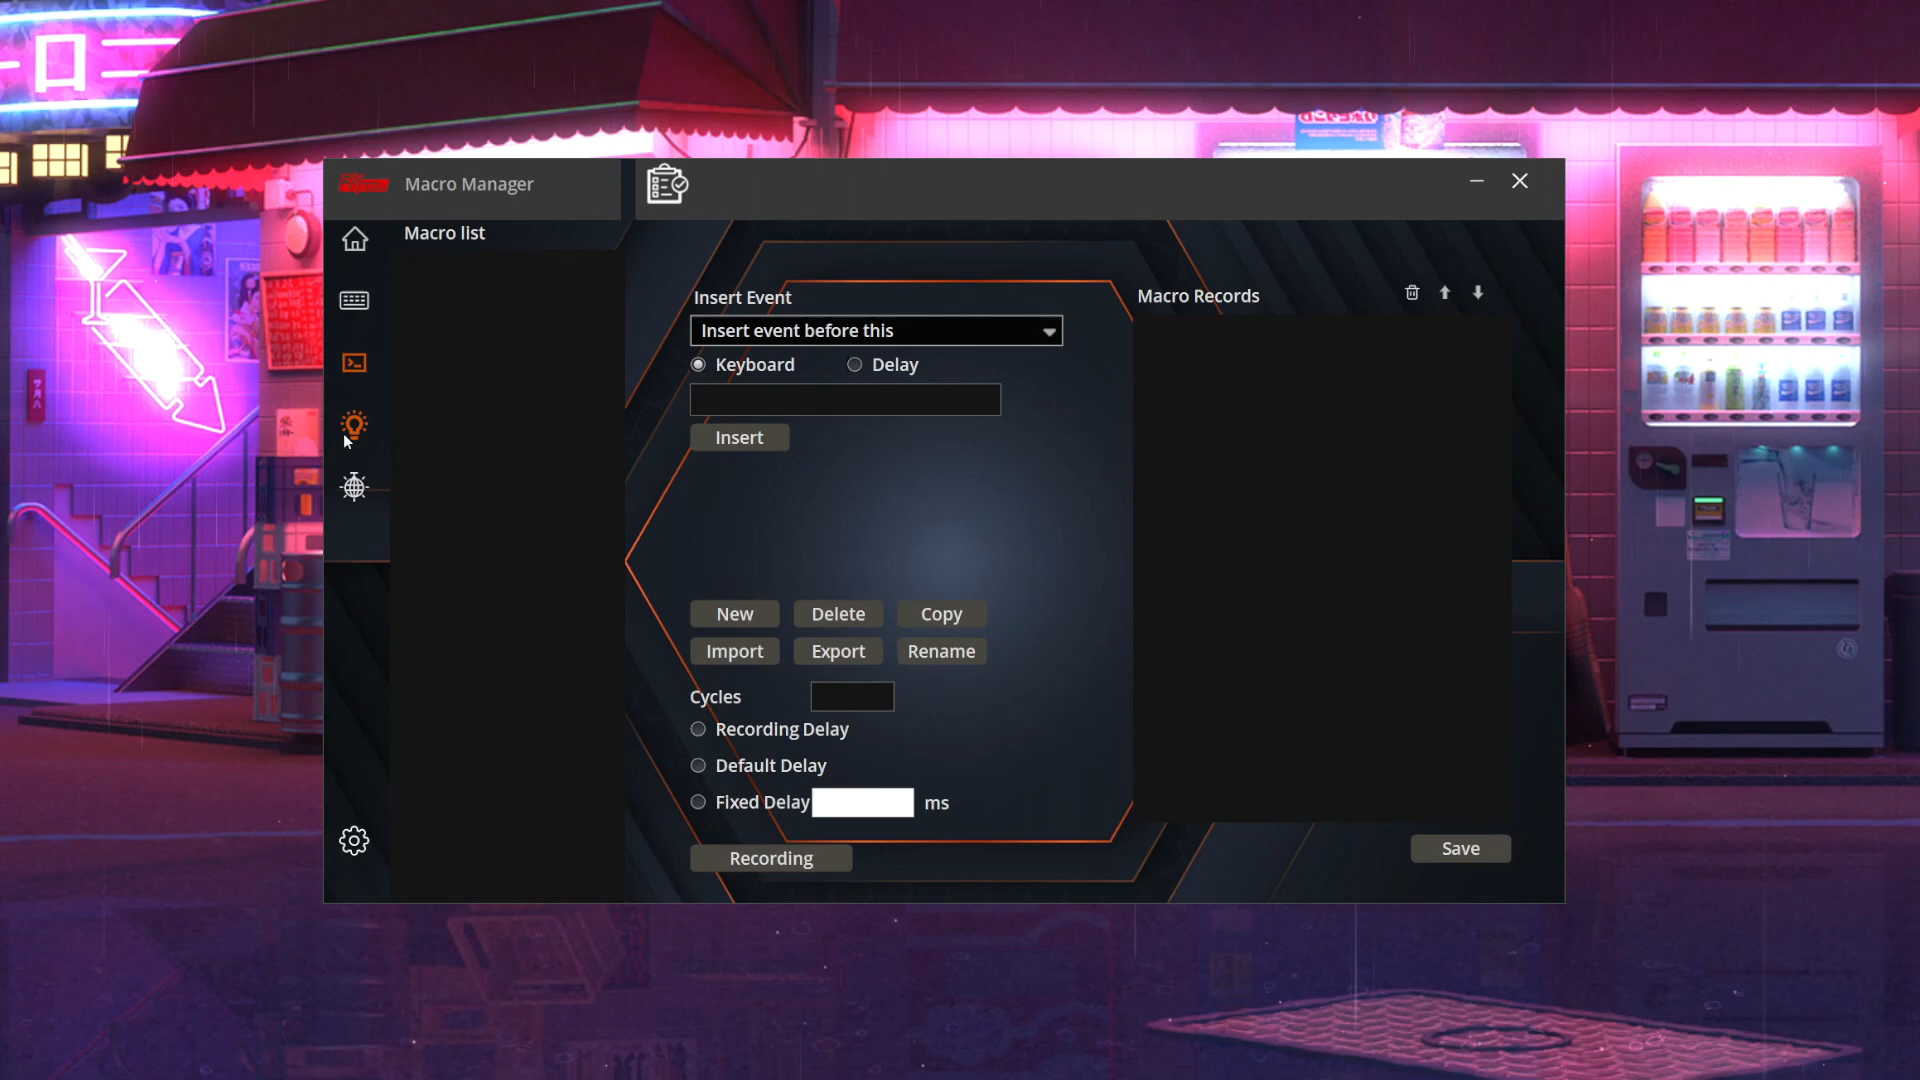 Macro Manager
Macro list
Insert Event
Insert event before this
Keyboard
Delay
Insert
New
Delete
Copy
Import
Export
Rename
Cycles
Recording Delay
Default Delay
Fixed Delay
ms
Recording
Macro Records
Save